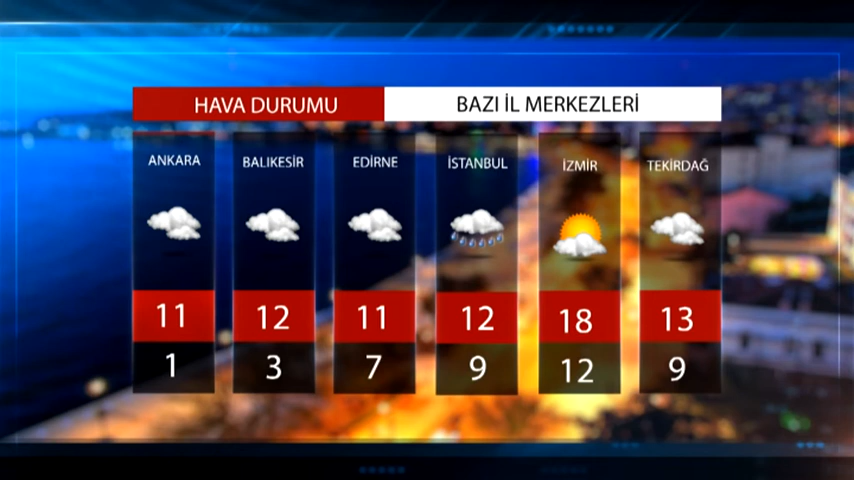 HAVA DURUMU BAZI İL MERKEZLERİ
ANKARA BALIKESİR EDİRNE İSTANBUL İZMİR TEKİRDAĞ
11 12 11 12 18 13
1 3 7 9 12 9